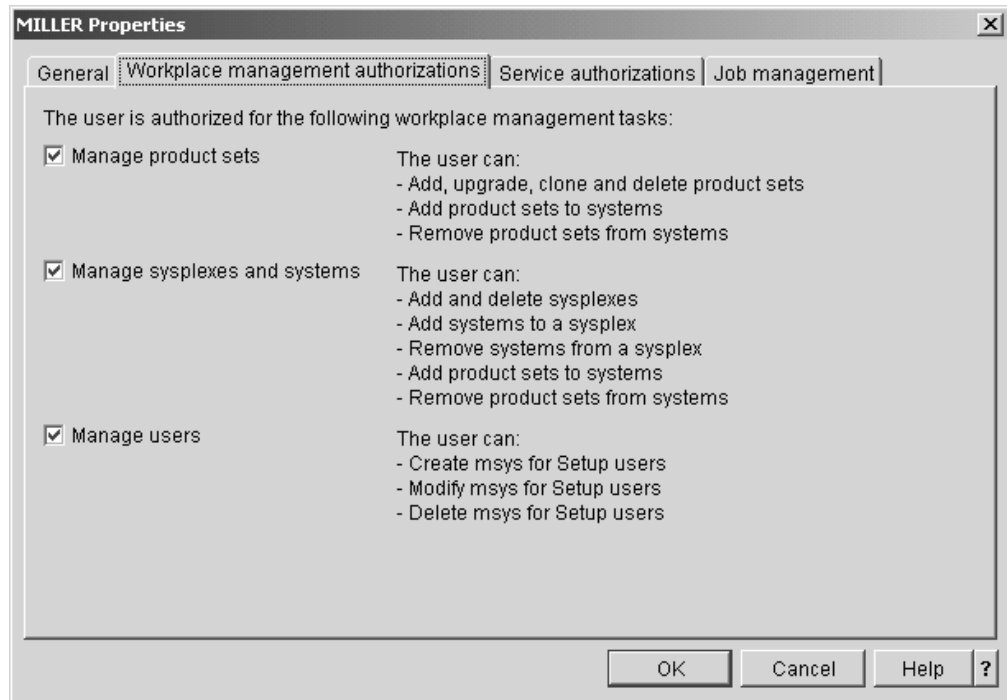 MILLER Properties
General Workplace management authorizations Service authorizations Job management
The user is authorized for the following workplace management tasks:
Manage product sets The user can:
- Add, upgrade, clone and delete product sets
- Add product sets to systems
- Remove product sets from systems
Manage sysplexes and systems The user can:
- Add and delete sysplexes
- Add systems to a sysplex
- Remove systems from a sysplex
- Add product sets to systems
- Remove product sets from systems
Manage users The user can:
- Create msys for Setup users
- Modify msys for Setup users
- Delete msys for Setup users
OK Cancel Help ?